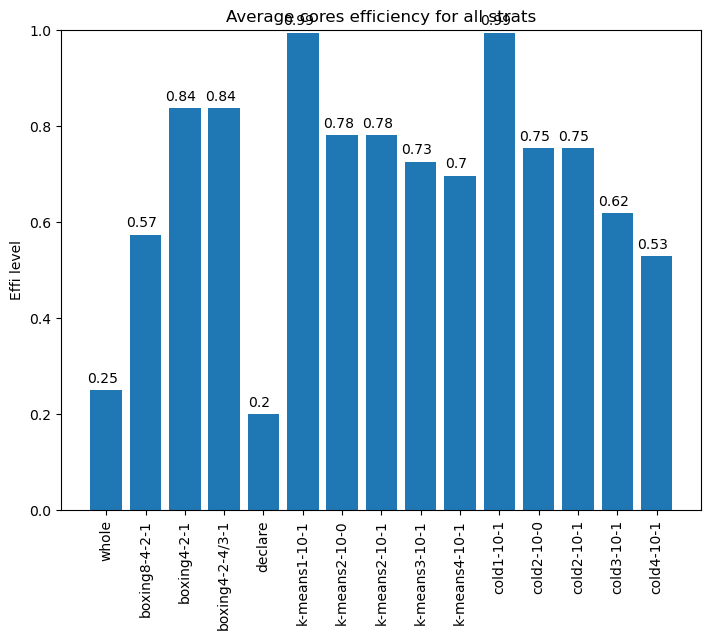 Average cores efficiency for all strats
Effi level
1.0
0.8
0.6
0.4
0.2
0.0
0.25
0.57
0.84
0.84
0.2
0.99
0.78
0.78
0.73
0.7
0.99
0.75
0.75
0.62
0.53
whole
boxing8-4-2-1
boxing4-2-1
boxing4-2-4/3-1
declare
k-means1-10-1
k-means2-10-0
k-means2-10-1
k-means3-10-1
k-means4-10-1
cold1-10-1
cold2-10-0
cold2-10-1
cold3-10-1
cold4-10-1